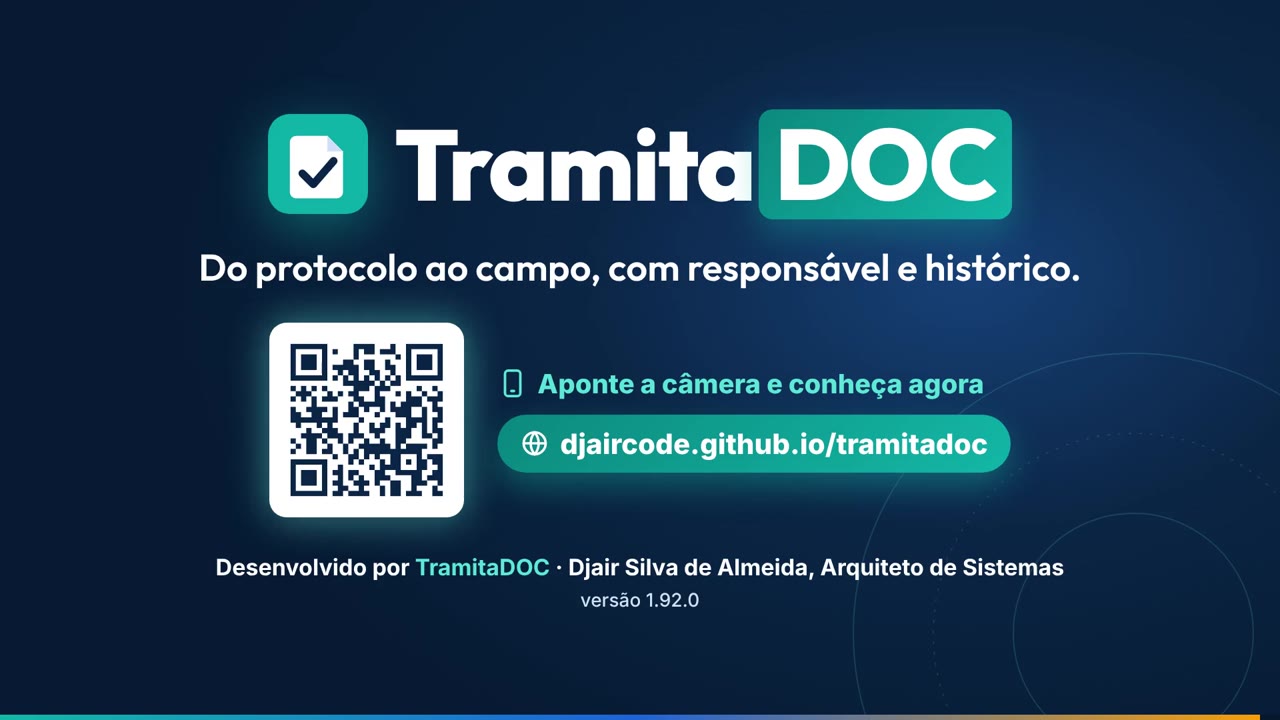 TramitaDOC
Do protocolo ao campo, com responsável e histórico.
Aponte a câmera e conheça agora
djaircode.github.io/tramitadoc
Desenvolvido por TramitaDOC · Djair Silva de Almeida, Arquiteto de Sistemas
versão 1.92.0